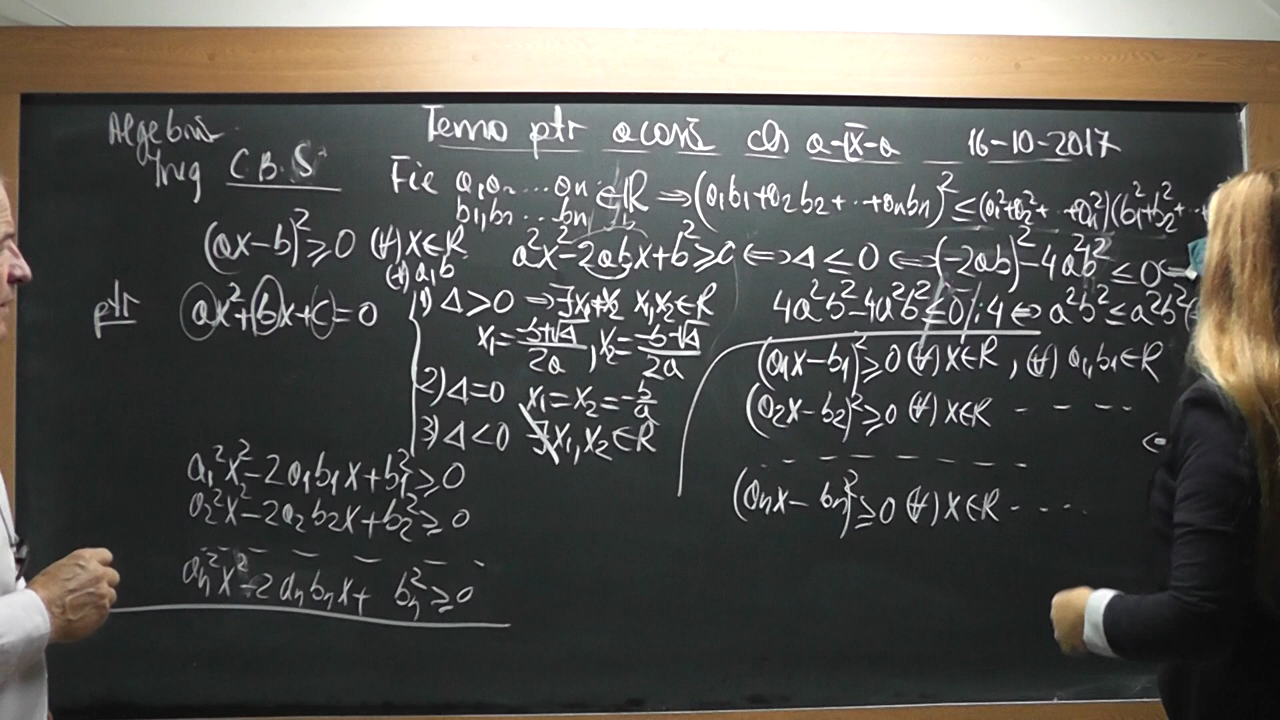 Algebră
Temă ptr acasă cls a-IX-a 16-10-2017
Ineg C.B.S
Fie a₁,a₂...aₙ ∈ℝ ⇒(a₁b₁+a₂b₂+..+aₙbₙ)²≤(a₁²+a₂²+..+aₙ²)(b₁²+b₂²+..
b₁,b₂...bₙ
(ax-b)²≥0 (∀)x∈R a²x²-2abx+b²≥0⇔Δ≤0⇔(-2ab)²-4a²b²≤0⇔
(∀)a,b
ptr ax²+bx+c=0
1) Δ>0 ⇒∃x₁≠x₂ x₁,x₂∈R
x₁=-b+√Δ/2a, x₂=-b-√Δ/2a
2)Δ=0 x₁=x₂=-b/a
3)Δ<0 ∄x₁,x₂∈R
4a²b²-4a²b²≤0/:4⇔a²b²≤a²b²
(a₁x-b₁)²≥0(∀)x∈R, (∀)a₁,b₁∈R
(a₂x-b₂)²≥0(∀)x∈R - - - -
- - - - - - - - -
(aₙx-bₙ)²≥0(∀)x∈R- - . . .
a₁²x²-2a₁b₁x+b₁²≥0
a₂²x²-2a₂b₂x+b₂²≥0
- - - - - - -
aₙ²x²-2aₙbₙx+ bₙ²≥0